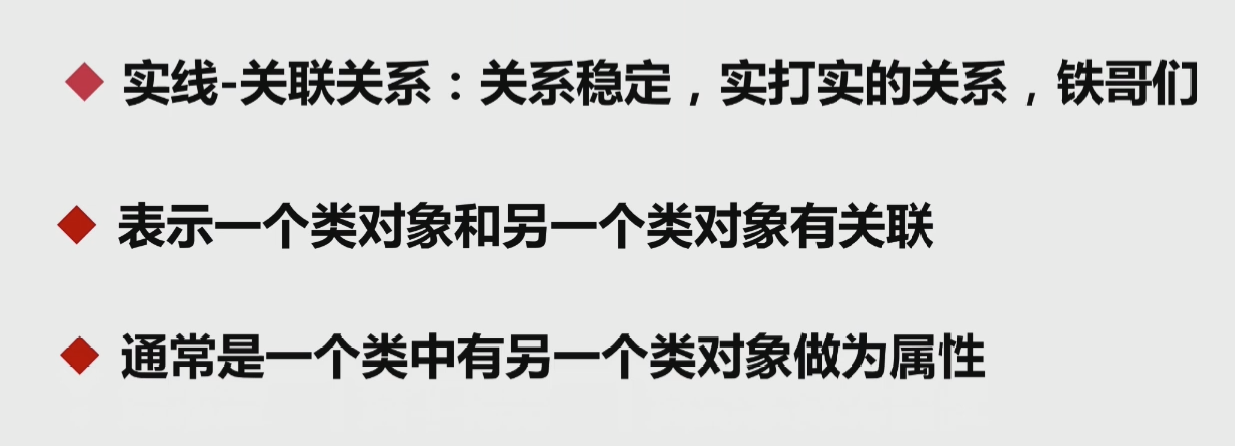 实线-关联关系：关系稳定，实打实的关系，铁哥们
表示一个类对象和另一个类对象有关联
通常是一个类中有另一个类对象做为属性